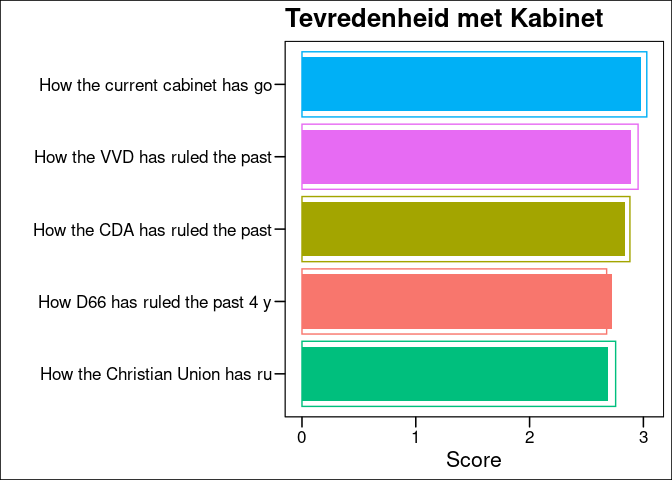 Tevredenheid met Kabinet
How the current cabinet has go
How the VVD has ruled the past
How the CDA has ruled the past
How D66 has ruled the past 4 y
How the Christian Union has ru
0 1 2 3
Score